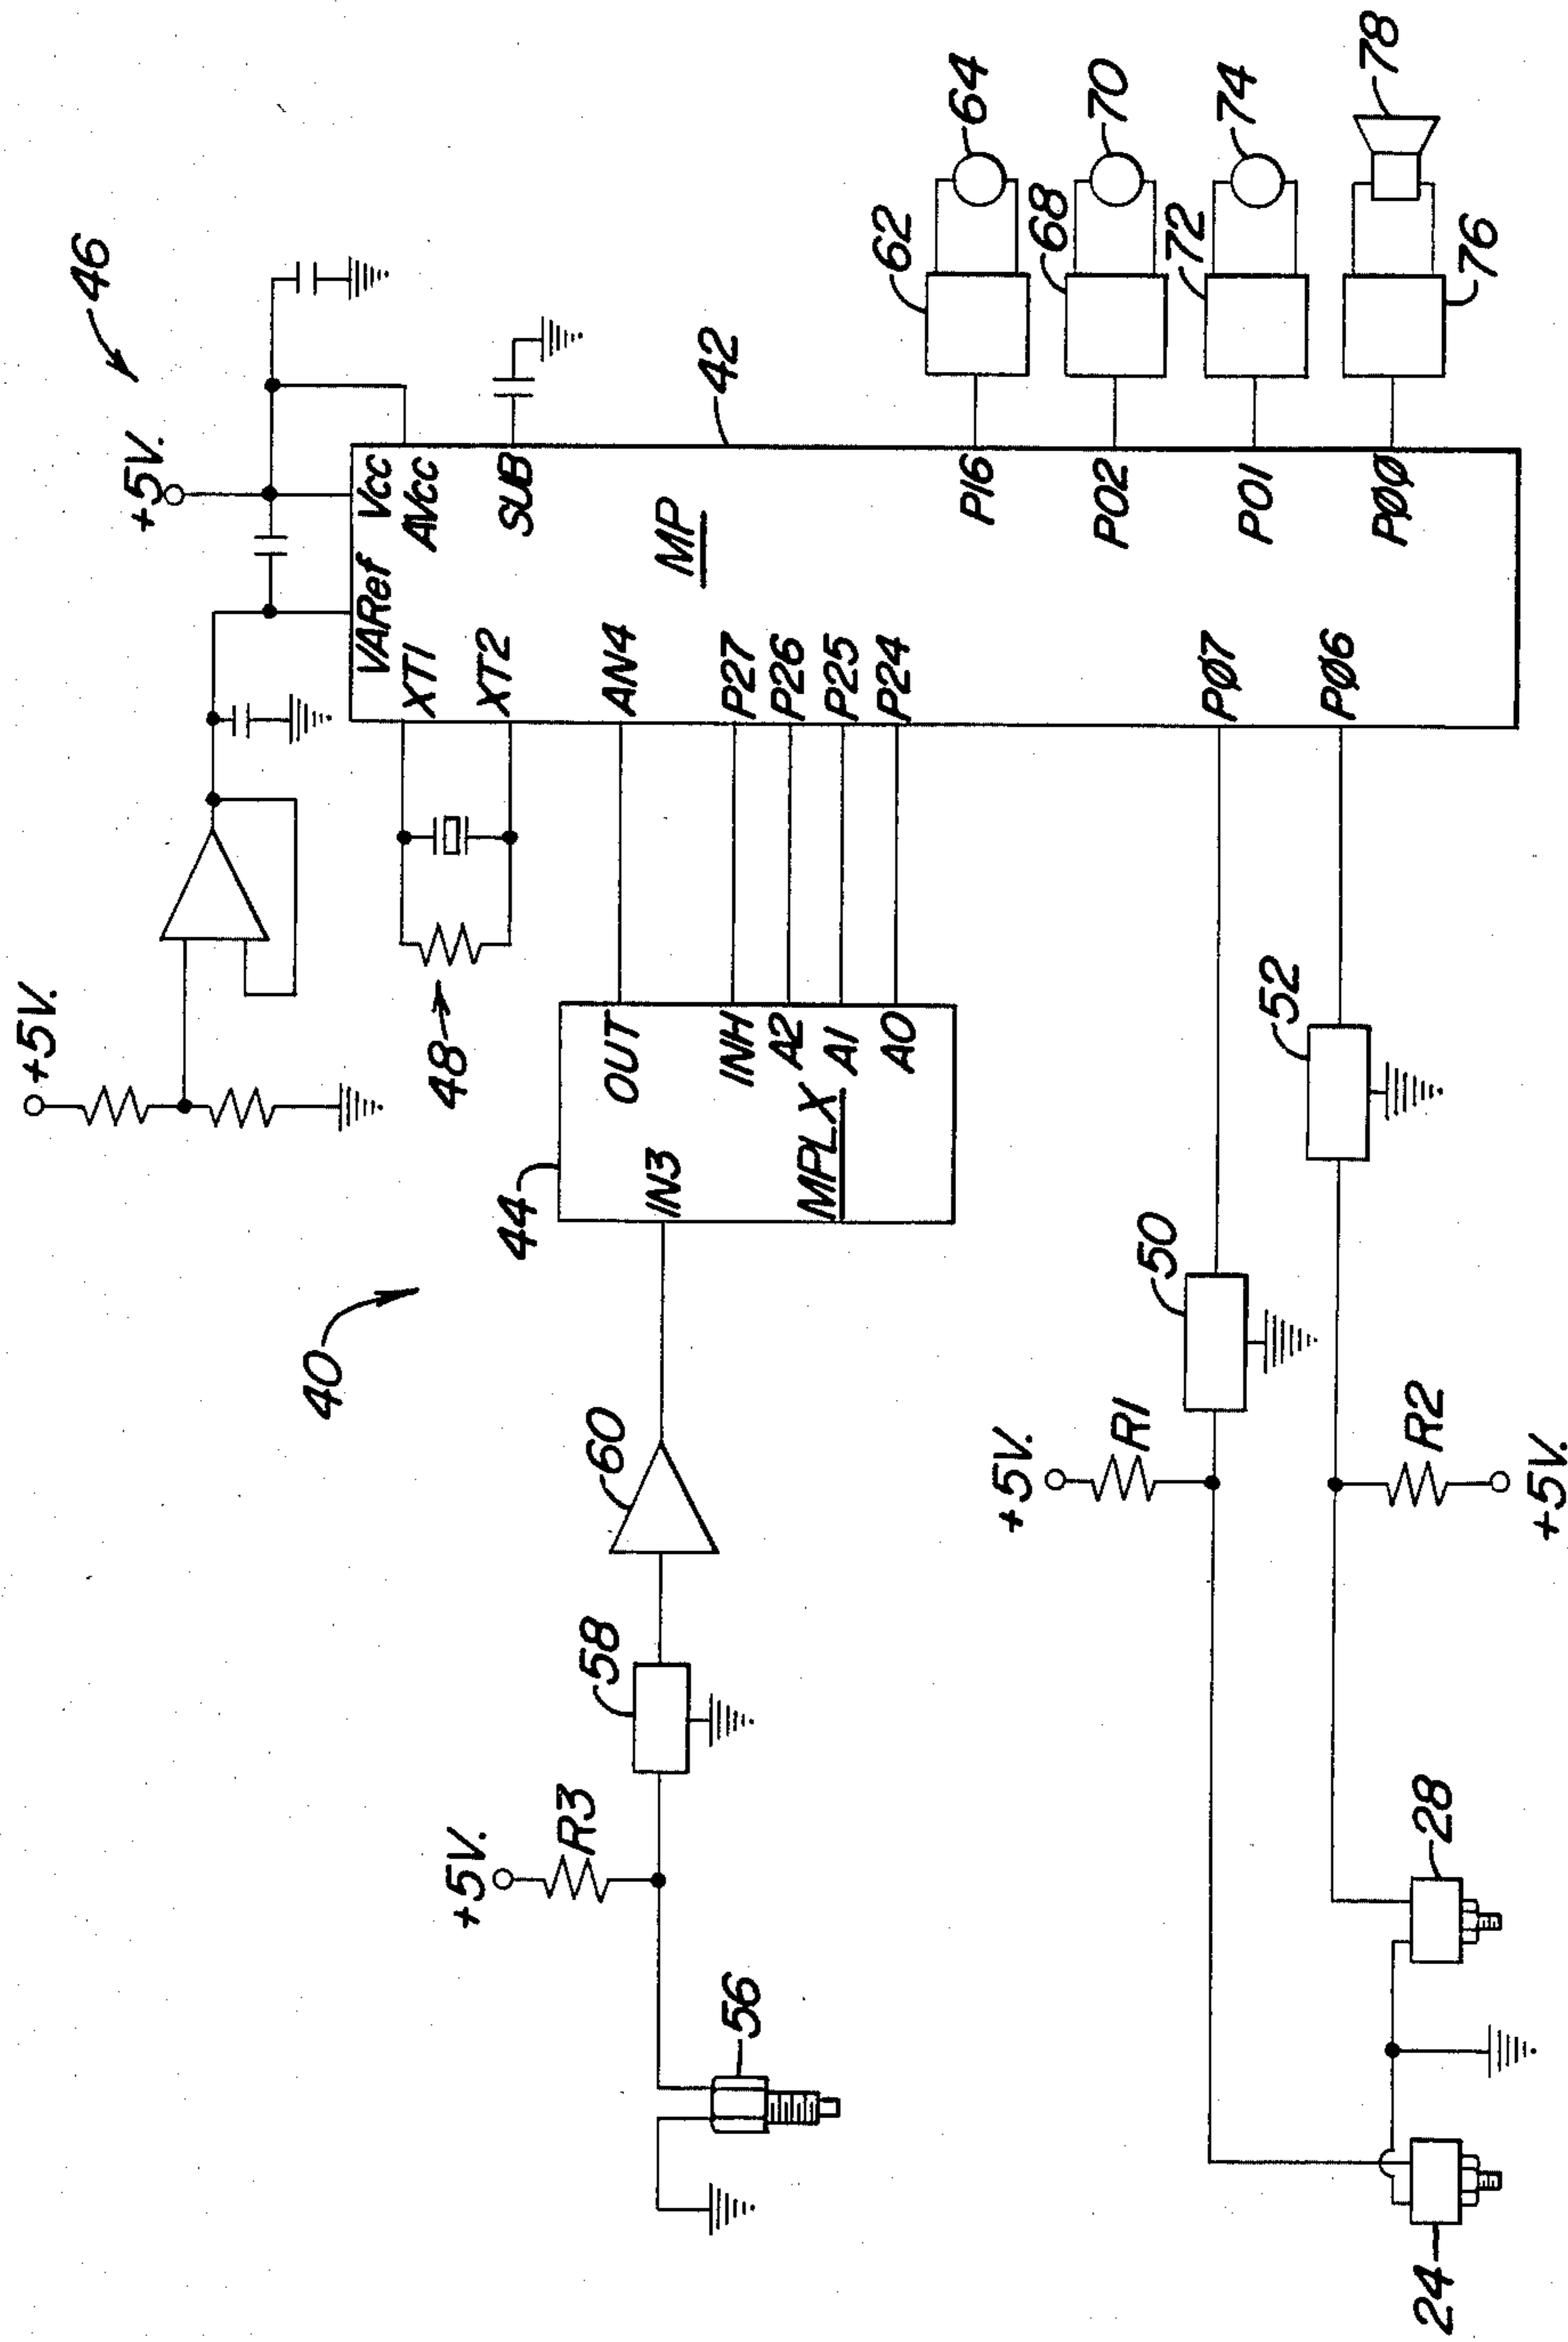 46
+5V.
+5V.
VARef Vcc
XT1 AVcc
XT2 SUB
48
40
44
OUT
AN4
IN3
MP
42
INH
P27
A2
P26
MPLX
A1
P25
A0
P24
60
58
+5V.
R3
56
P16
62
64
P02
68
70
P01
72
74
PØØ
76
78
PØ7
PØ6
50
52
+5V.
R1
R2
+5V.
24
28